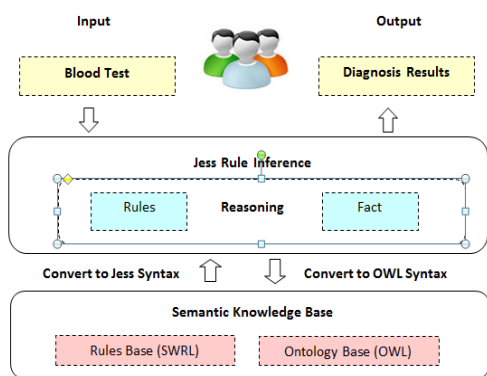 Input
Output
Blood Test
Diagnosis Results
Jess Rule Inference
Rules
Reasoning
Fact
Convert to Jess Syntax
Convert to OWL Syntax
Semantic Knowledge Base
Rules Base (SWRL)
Ontology Base (OWL)